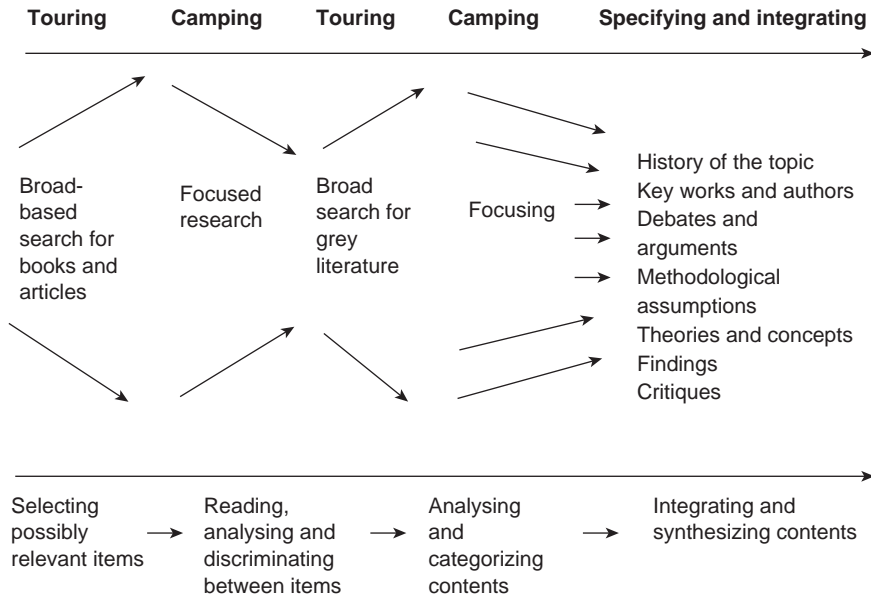 Touring Camping Touring Camping Specifying and integrating
Broad-
based
search for
books and
articles
Focused
research
Broad
search for
grey
literature
Focusing
History of the topic
Key works and authors
Debates and
arguments
Methodological
assumptions
Theories and concepts
Findings
Critiques
Selecting
possibly
relevant items
Reading,
analysing and
discriminating
between items
Analysing
and
categorizing
contents
Integrating and
synthesizing contents